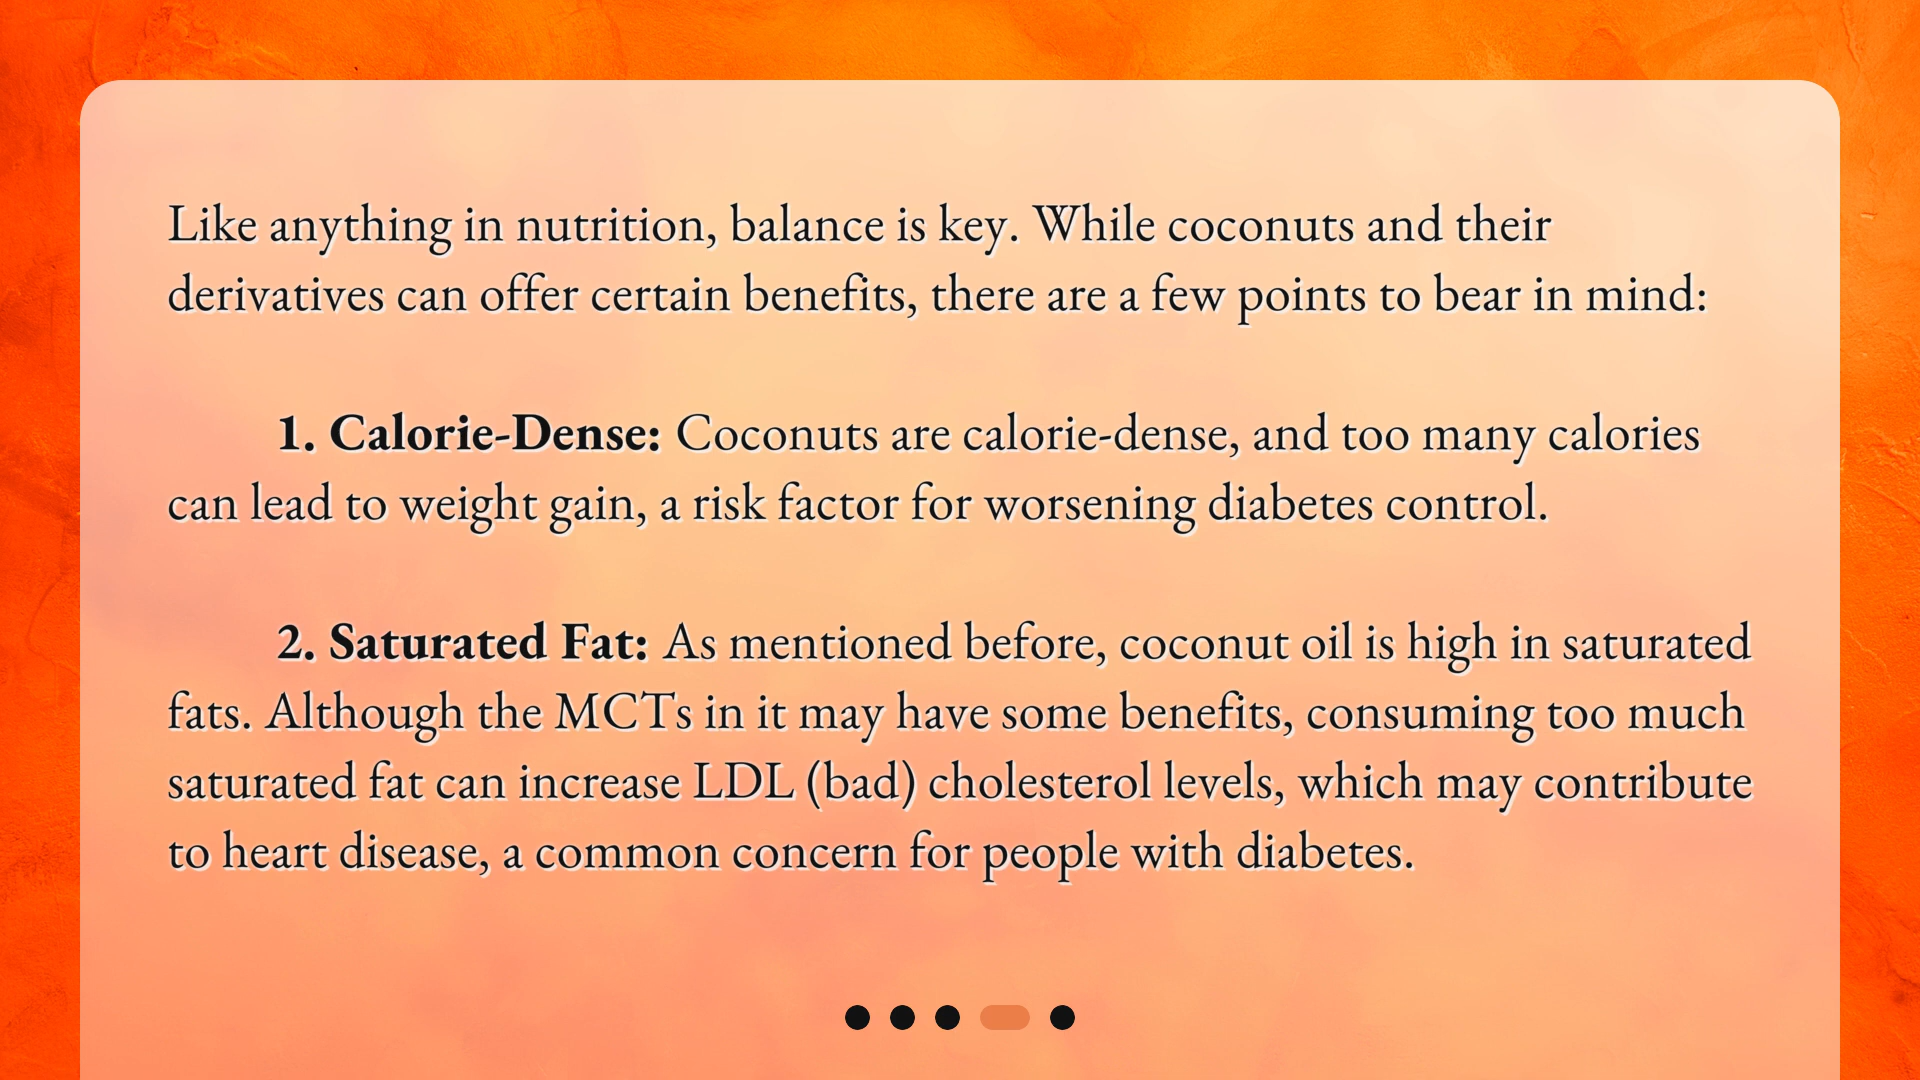 Like anything in nutrition, balance is key. While coconuts and their
derivatives can offer certain benefits, there are a few points to bear in mind:
1. Calorie-Dense: Coconuts are calorie-dense, and too many calories
can lead to weight gain, a risk factor for worsening diabetes control.
2. Saturated Fat: As mentioned before, coconut oil is high in saturated
fats. Although the MCTs in it may have some benefits, consuming too much
saturated fat can increase LDL (bad) cholesterol levels, which may contribute
to heart disease, a common concern for people with diabetes.